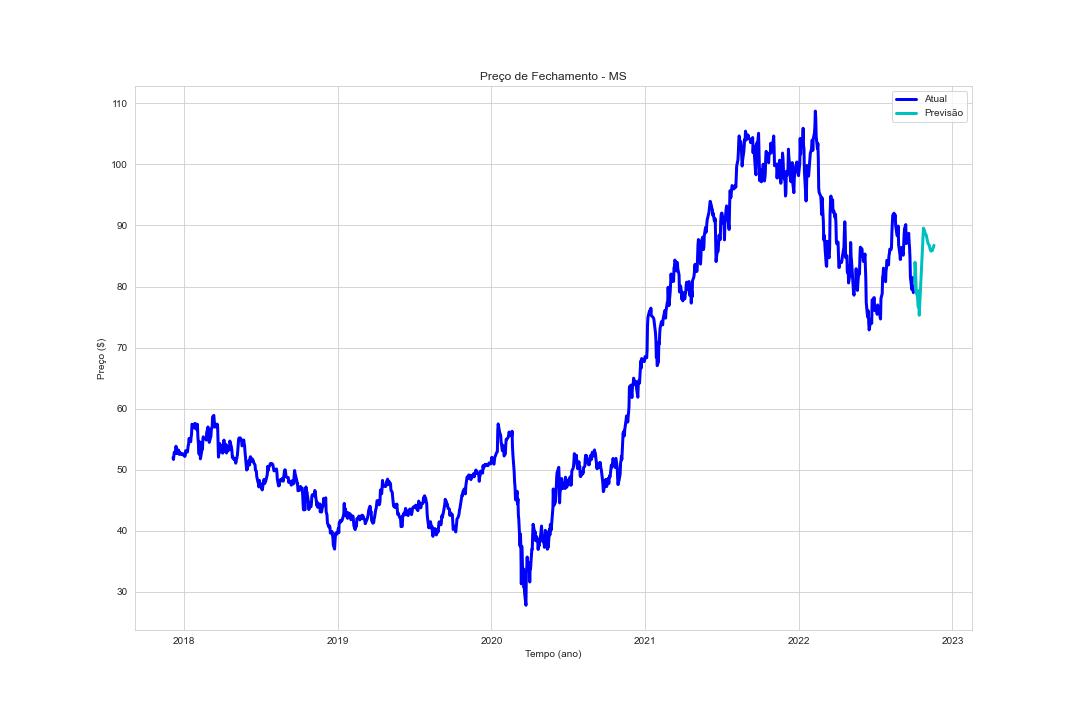 Preço de Fechamento - MS
Atual
Previsão
110
100
90
80
70
60
50
40
30
Preço ($)
2018 2019 2020 2021 2022 2023
Tempo (ano)